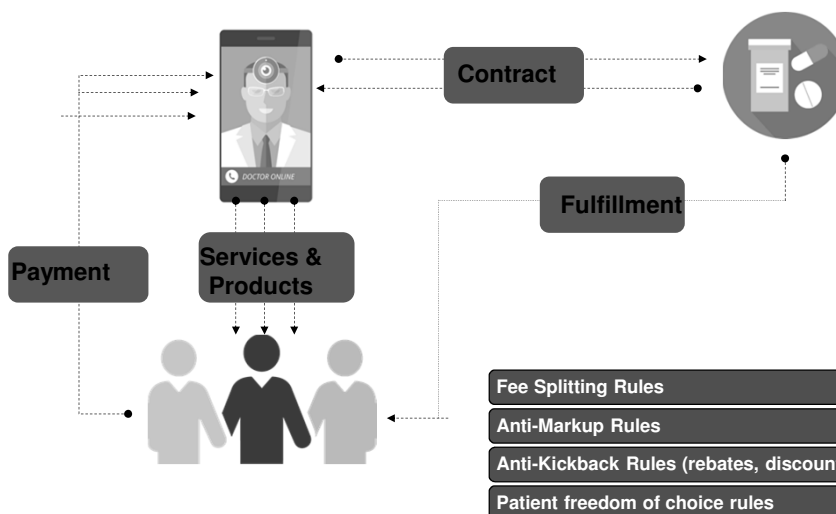 Contract
DOCTOR ONLINE
Fulfillment
Payment
Services &
Products
Fee Splitting Rules
Anti-Markup Rules
Anti-Kickback Rules (rebates, discoun
Patient freedom of choice rules